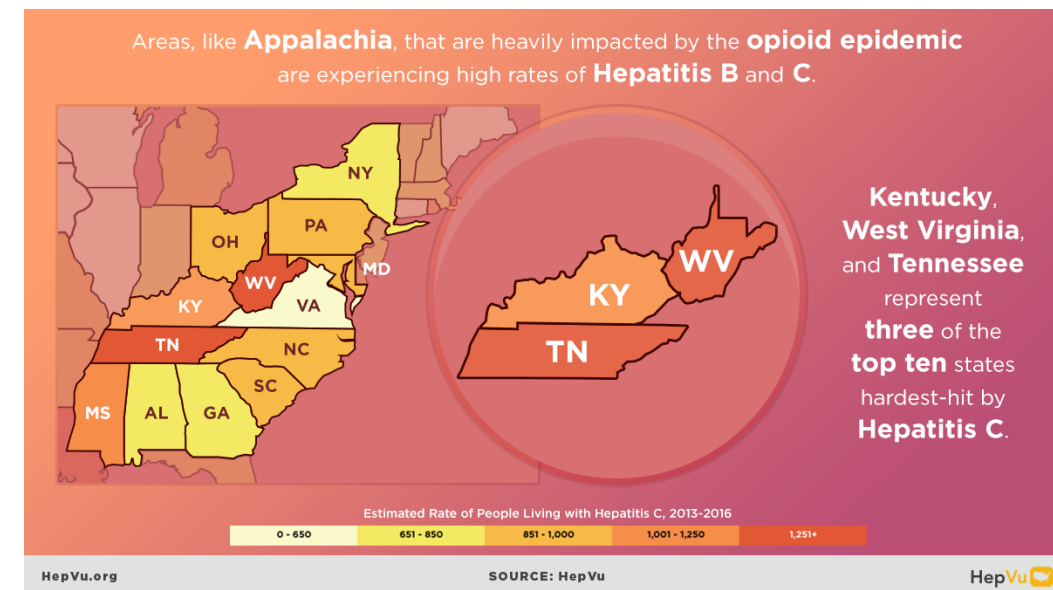 Areas, like Appalachia, that are heavily impacted by the opioid epidemic
are experiencing high rates of Hepatitis B and C.
NY
PA
OH
MD
WV
KY
VA
TN
NC
SC
MS
AL
GA
WV
KY
TN
Kentucky,
West Virginia,
and Tennessee
represent
three of the
top ten states
hardest-hit by
Hepatitis C.
Estimated Rate of People Living with Hepatitis C, 2013-2016
0 - 650 651 - 850 851 - 1,000 1,001 - 1,250 1,251+
HepVu.org SOURCE: HepVu HepVu